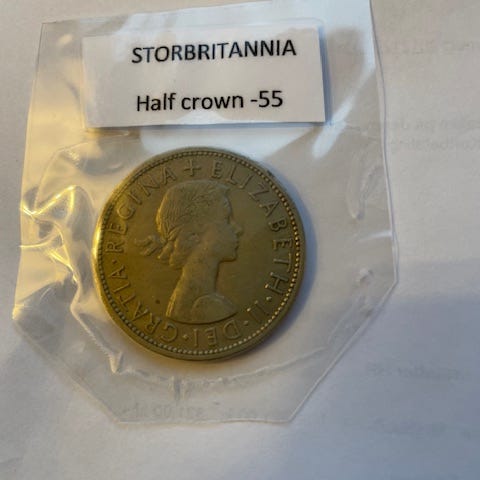 STORBRITANNIA
Half crown -55
+ ELIZABETH · II · DEI · GRATIA · REGINA